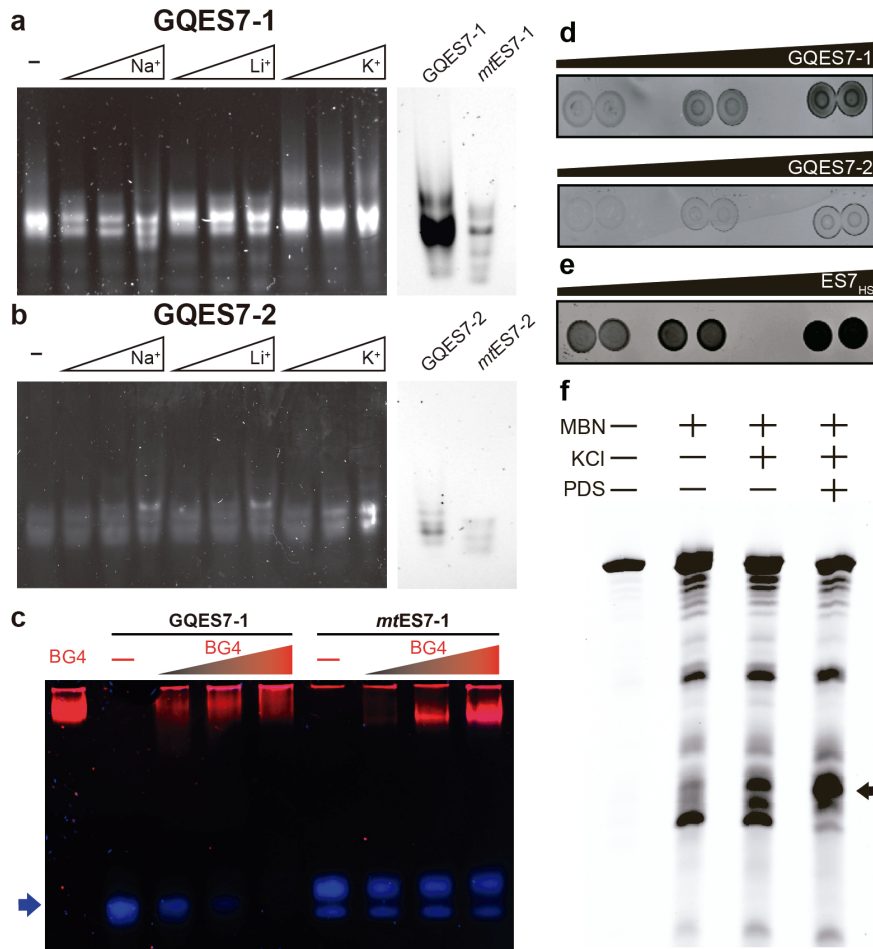 a
GQES7-1
– Na⁺ Li⁺ K⁺
GQES7-1 mtES7-1
b
GQES7-2
– Na⁺ Li⁺ K⁺
GQES7-2 mtES7-2
c
GQES7-1 mtES7-1
BG4 — BG4 — BG4
d
GQES7-1
GQES7-2
e
ES7HS
f
MBN — + + +
KCl — — + +
PDS — — — +